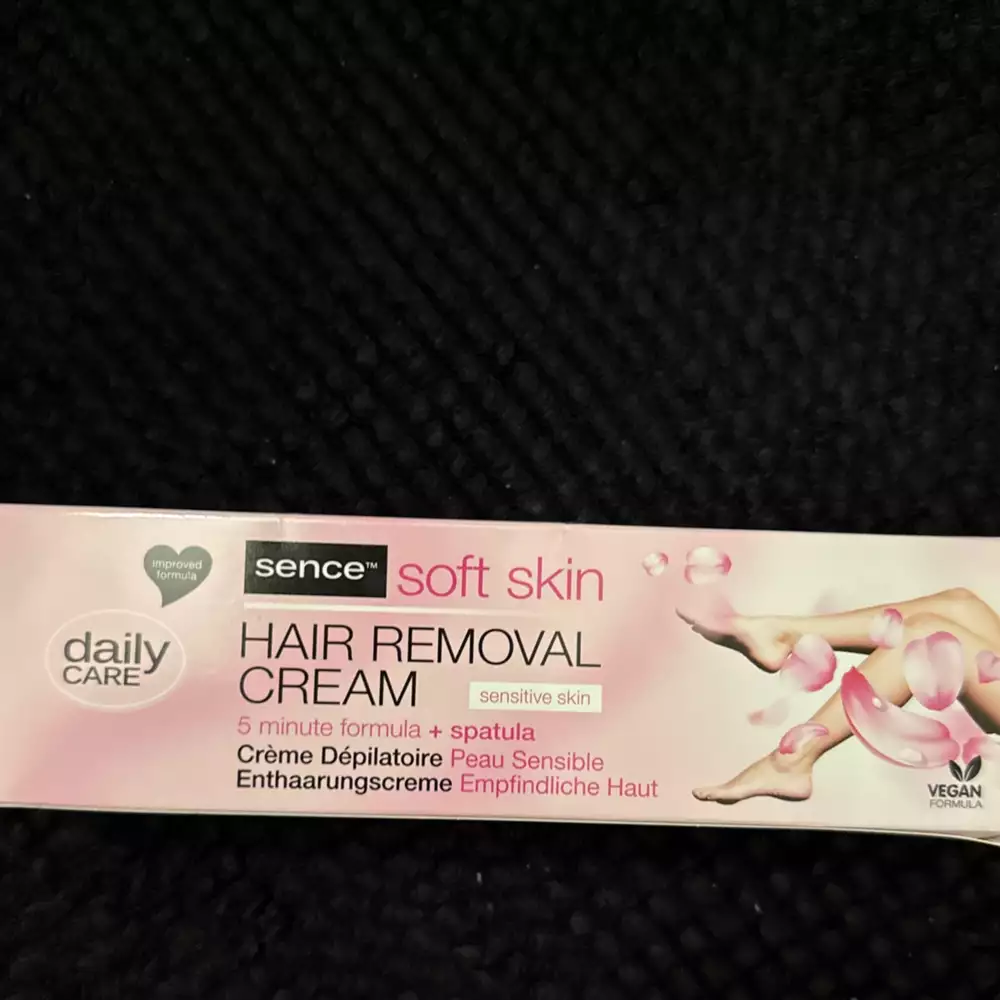 improved
formula
daily
CARE
sence™ soft skin
HAIR REMOVAL
CREAM sensitive skin
5 minute formula + spatula
Crème Dépilatoire Peau Sensible
Enthaarungscreme Empfindliche Haut
VEGAN
FORMULA